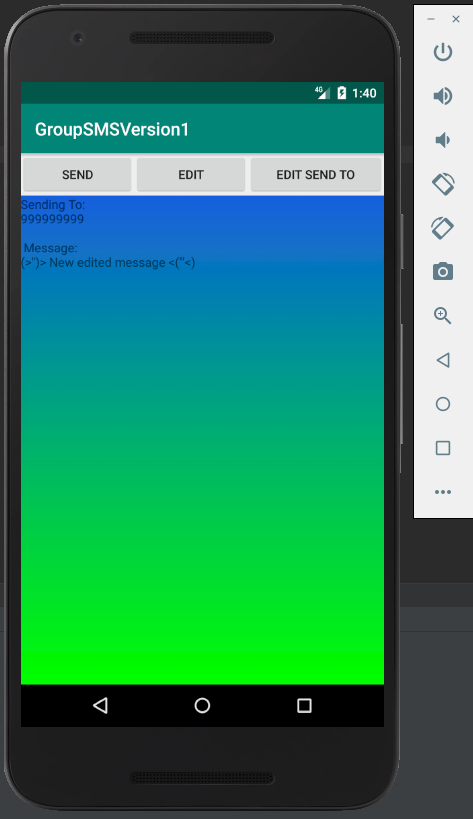 4G 1:40
GroupSMSVersion1
SEND EDIT EDIT SEND TO
Sending To:
999999999
Message:
(>")> New edited message <("<)